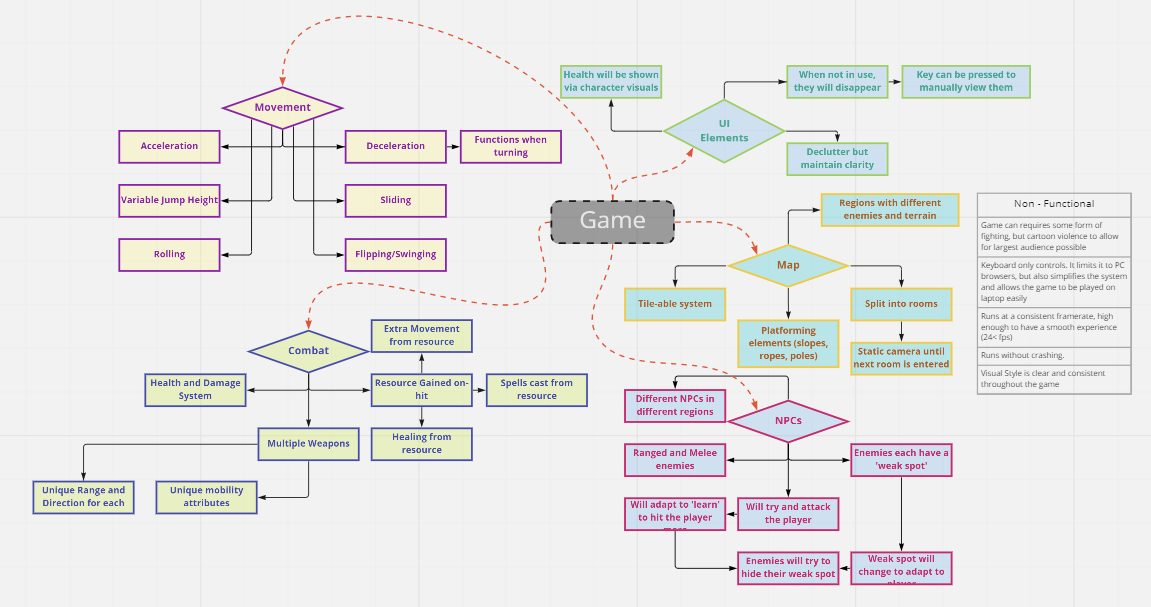 Movement
Acceleration
Deceleration
Functions when
turning
Variable Jump Height
Sliding
Rolling
Flipping/Swinging
Health will be shown
via character visuals
UI
Elements
When not in use,
they will disappear
Key can be pressed to
manually view them
Declutter but
maintain clarity
Game
Regions with different
enemies and terrain
Map
Tile-able system
Platforming
elements (slopes,
ropes, poles)
Split into rooms
Static camera until
next room is entered
Non - Functional
Game can requires some form of
fighting, but cartoon violence to allow
for largest audience possible
Keyboard only controls. It limits it to PC
browsers, but also simplifies the system
and allows the game to be played on
laptop easily
Runs at a consistent framerate, high
enough to have a smooth experience
(24< fps)
Runs without crashing.
Visual Style is clear and consistent
throughout the game
Combat
Extra Movement
from resource
Health and Damage
System
Resource Gained on-
hit
Spells cast from
resource
Multiple Weapons
Healing from
resource
Unique Range and
Direction for each
Unique mobility
attributes
Different NPCs in
different regions
NPCs
Ranged and Melee
enemies
Enemies each have a
'weak spot'
Will adapt to 'learn'
to hit the player
Will try and attack
the player
Enemies will try to
hide their weak spot
Weak spot will
change to adapt to
player